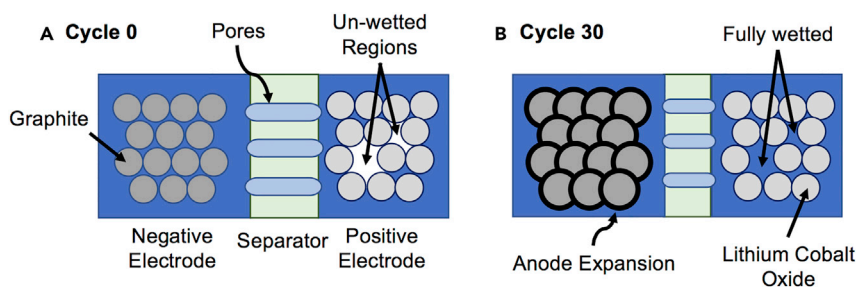 A Cycle 0
Pores
Un-wetted
Regions
Graphite
Negative
Electrode
Separator
Positive
Electrode
B Cycle 30
Fully wetted
Anode Expansion
Lithium Cobalt
Oxide